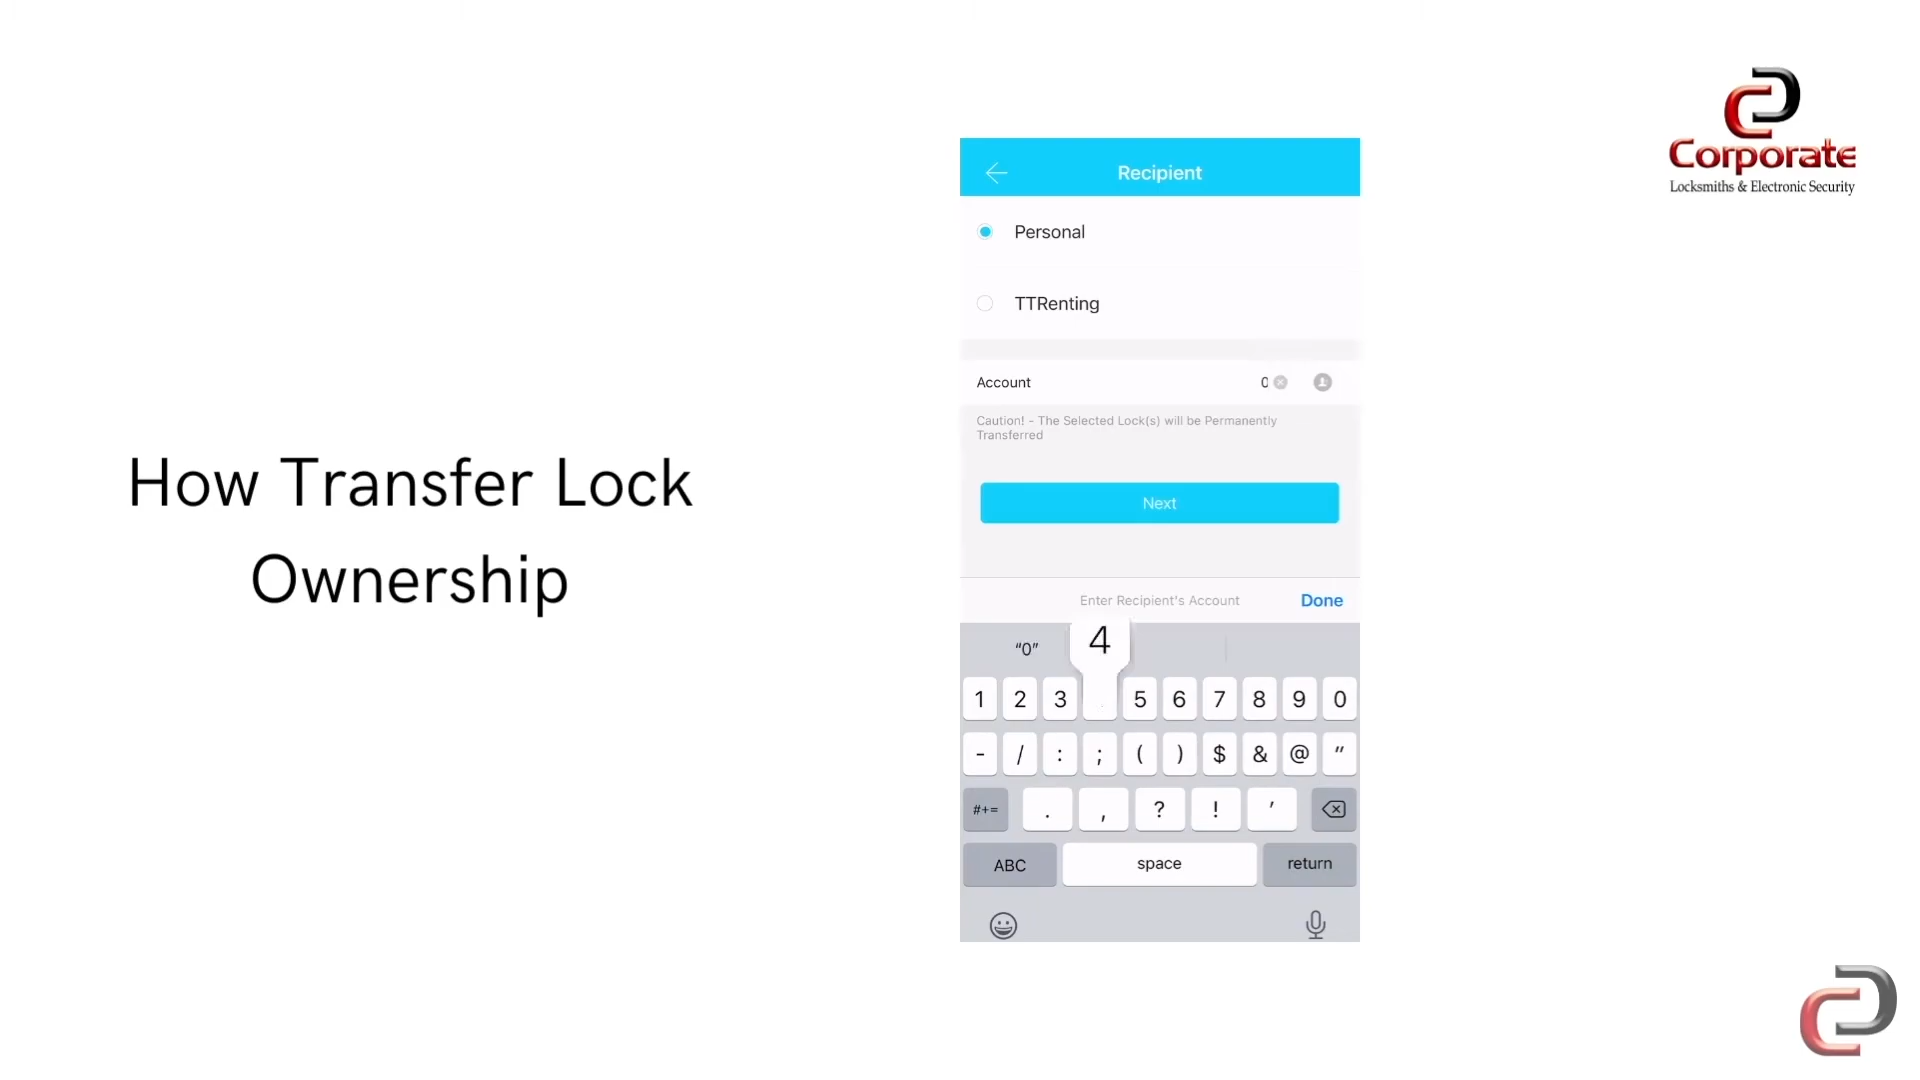 Corporate
Locksmiths & Electronic Security
How Transfer Lock
Ownership
Recipient
Personal
TTRenting
Account 0
Caution! - The Selected Lock(s) will be Permanently
Transferred
Next
Enter Recipient's Account Done
“0” 4
1 2 3 5 6 7 8 9 0
- / : ; ( ) $ & @ "
#+= . , ? ! '
ABC space return